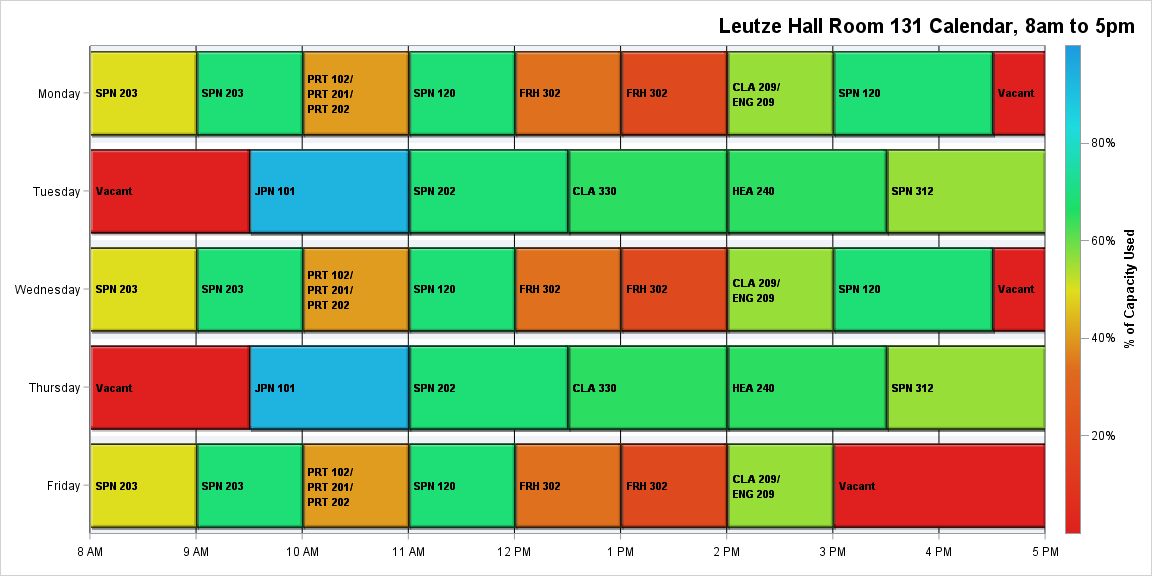 Leutze Hall Room 131 Calendar, 8am to 5pm
Monday
SPN 203
SPN 203
PRT 102/
PRT 201/
PRT 202
SPN 120
FRH 302
FRH 302
CLA 209/
ENG 209
SPN 120
Vacant
Tuesday
Vacant
JPN 101
SPN 202
CLA 330
HEA 240
SPN 312
Wednesday
SPN 203
SPN 203
PRT 102/
PRT 201/
PRT 202
SPN 120
FRH 302
FRH 302
CLA 209/
ENG 209
SPN 120
Vacant
Thursday
Vacant
JPN 101
SPN 202
CLA 330
HEA 240
SPN 312
Friday
SPN 203
SPN 203
PRT 102/
PRT 201/
PRT 202
SPN 120
FRH 302
FRH 302
CLA 209/
ENG 209
Vacant
8 AM
9 AM
10 AM
11 AM
12 PM
1 PM
2 PM
3 PM
4 PM
5 PM
80%
60%
40%
20%
% of Capacity Used